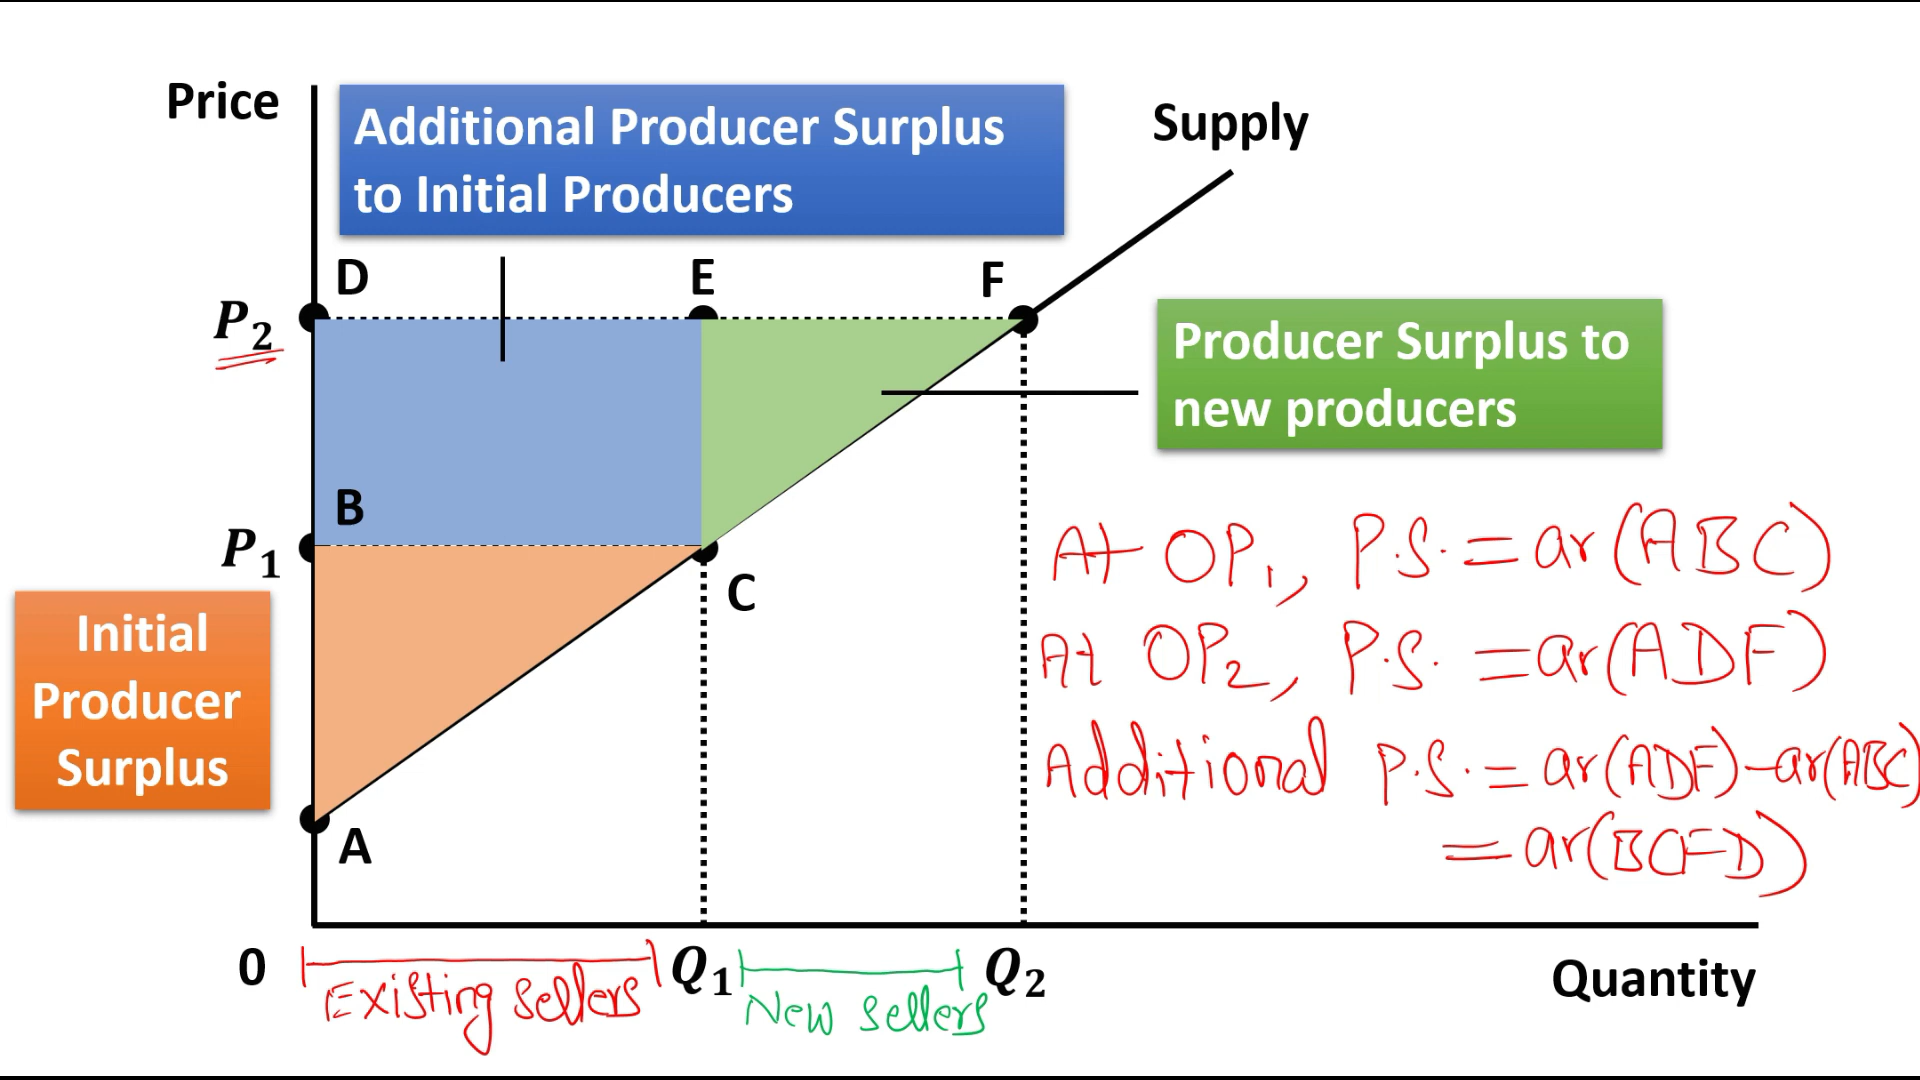 Price
Additional Producer Surplus
to Initial Producers
Supply
D
E
F
P₂
Producer Surplus to
new producers
B
P₁
C
Initial
Producer
Surplus
A
At OP₁, P.S. = ar(ABC)
At OP₂, P.S. = ar(ADF)
Additional P.S. = ar(ADF) - ar(ABC)
= ar(BCFD)
0
Q₁
Q₂
Quantity
Existing sellers
New sellers